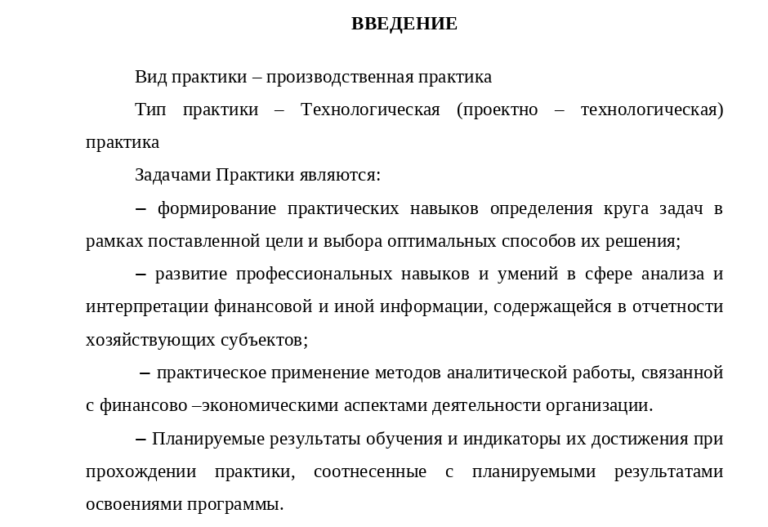 ВВЕДЕНИЕ
Вид практики – производственная практика
Тип практики – Технологическая (проектно – технологическая)
практика
Задачами Практики являются:
– формирование практических навыков определения круга задач в
рамках поставленной цели и выбора оптимальных способов их решения;
– развитие профессиональных навыков и умений в сфере анализа и
интерпретации финансовой и иной информации, содержащейся в отчетности
хозяйствующих субъектов;
– практическое применение методов аналитической работы, связанной
с финансово –экономическими аспектами деятельности организации.
– Планируемые результаты обучения и индикаторы их достижения при
прохождении практики, соотнесенные с планируемыми результатами
освоениями программы.